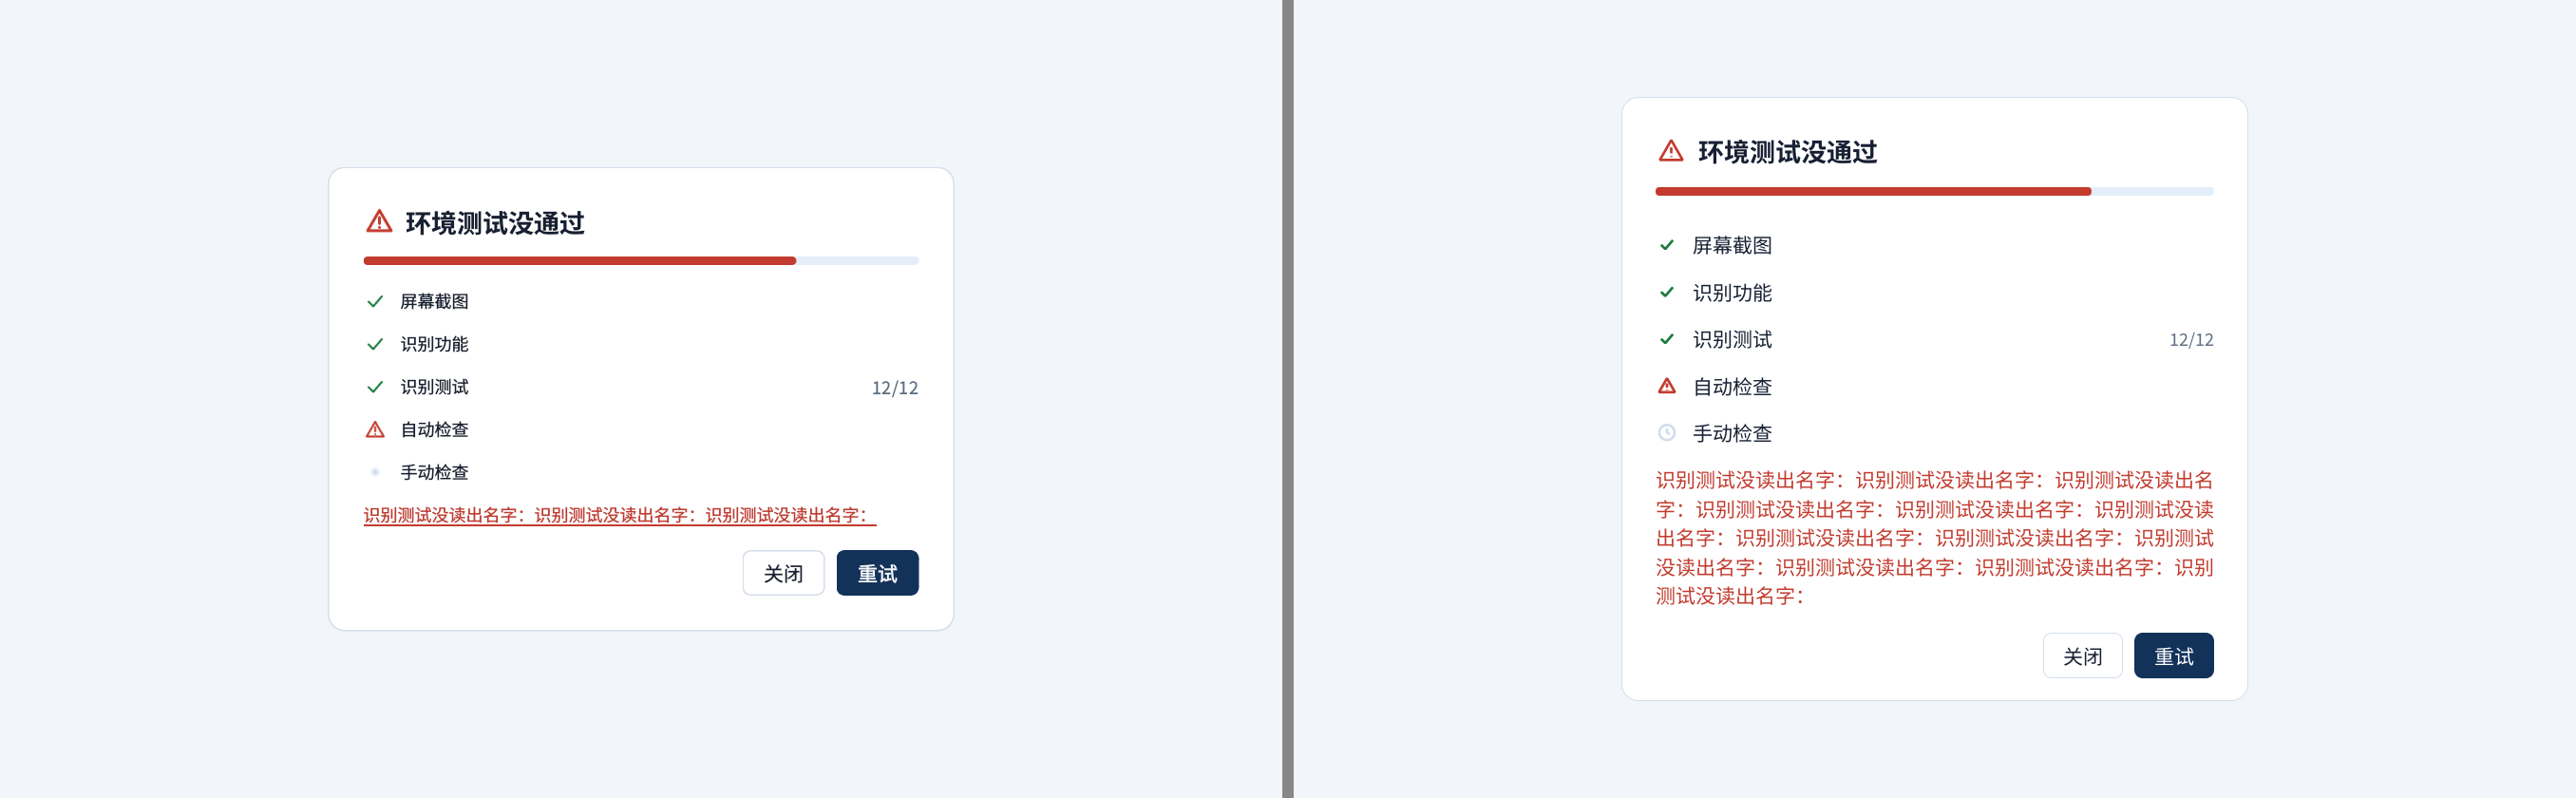 环境测试没通过
屏幕截图
识别功能
识别测试 12/12
自动检查
手动检查
识别测试没读出名字：识别测试没读出名字：识别测试没读出名字：
关闭 重试
环境测试没通过
屏幕截图
识别功能
识别测试 12/12
自动检查
手动检查
识别测试没读出名字：识别测试没读出名字：识别测试没读出名
字：识别测试没读出名字：识别测试没读出名字：识别测试没读
出名字：识别测试没读出名字：识别测试没读出名字：识别测试
没读出名字：识别测试没读出名字：识别测试没读出名字：识别
测试没读出名字：
关闭 重试